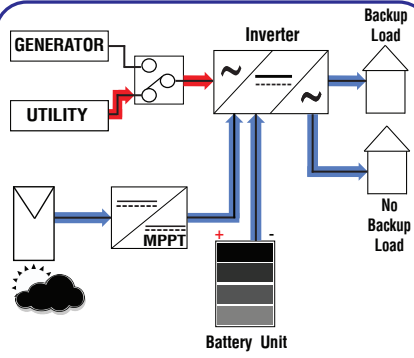 GENERATOR
UTILITY
Inverter
~
~
Backup
Load
No
Backup
Load
MPPT
+ -
Battery Unit